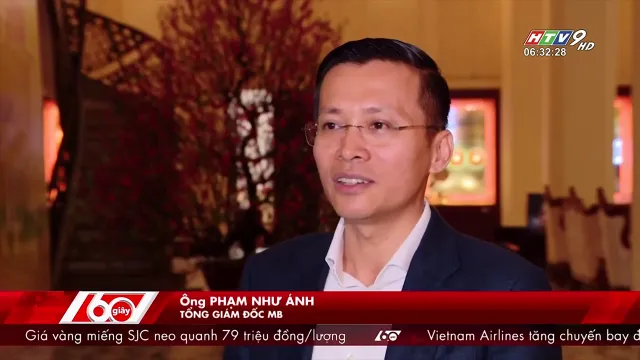 HTV9 HD
06:32:28
60 giây
Ông PHẠM NHƯ ÁNH
TỔNG GIÁM ĐỐC MB
Giá vàng miếng SJC neo quanh 79 triệu đồng/lượng 60 Vietnam Airlines tăng chuyến bay đ